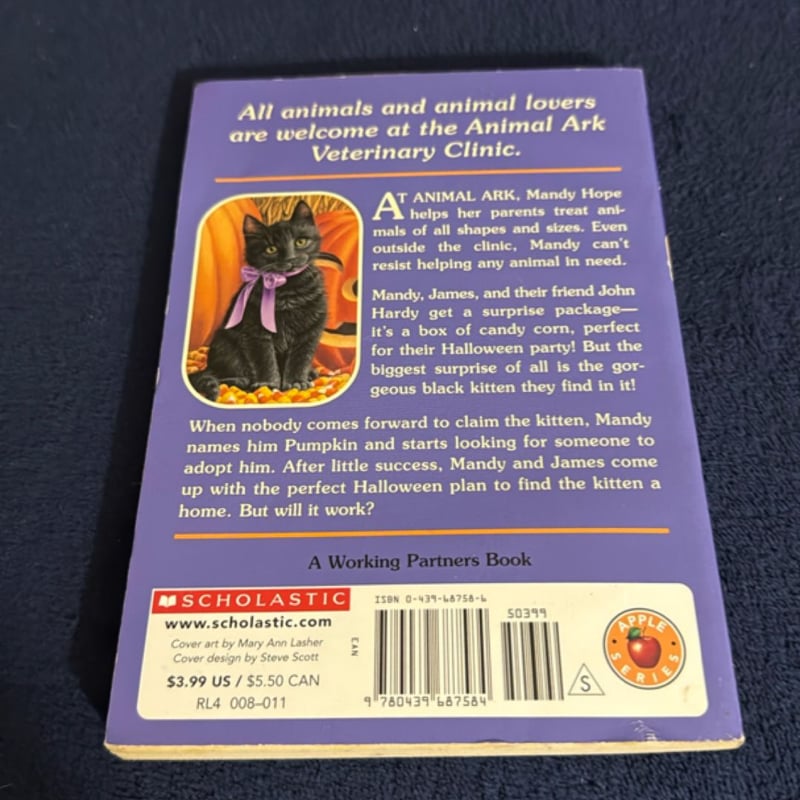 All animals and animal lovers
are welcome at the Animal Ark
Veterinary Clinic.
AT ANIMAL ARK, Mandy Hope
helps her parents treat ani-
mals of all shapes and sizes. Even
outside the clinic, Mandy can't
resist helping any animal in need.
Mandy, James, and their friend John
Hardy get a surprise package—
it's a box of candy corn, perfect
for their Halloween party! But the
biggest surprise of all is the gor-
geous black kitten they find in it!
When nobody comes forward to claim the kitten, Mandy
names him Pumpkin and starts looking for someone to
adopt him. After little success, Mandy and James come
up with the perfect Halloween plan to find the kitten a
home. But will it work?
A Working Partners Book
SCHOLASTIC
www.scholastic.com
Cover art by Mary Ann Lasher
Cover design by Steve Scott
$3.99 US / $5.50 CAN
RL4 008–011
EAN
ISBN 0-439-68758-6
50399
9 780439 687584
S
APPLE
SERIES